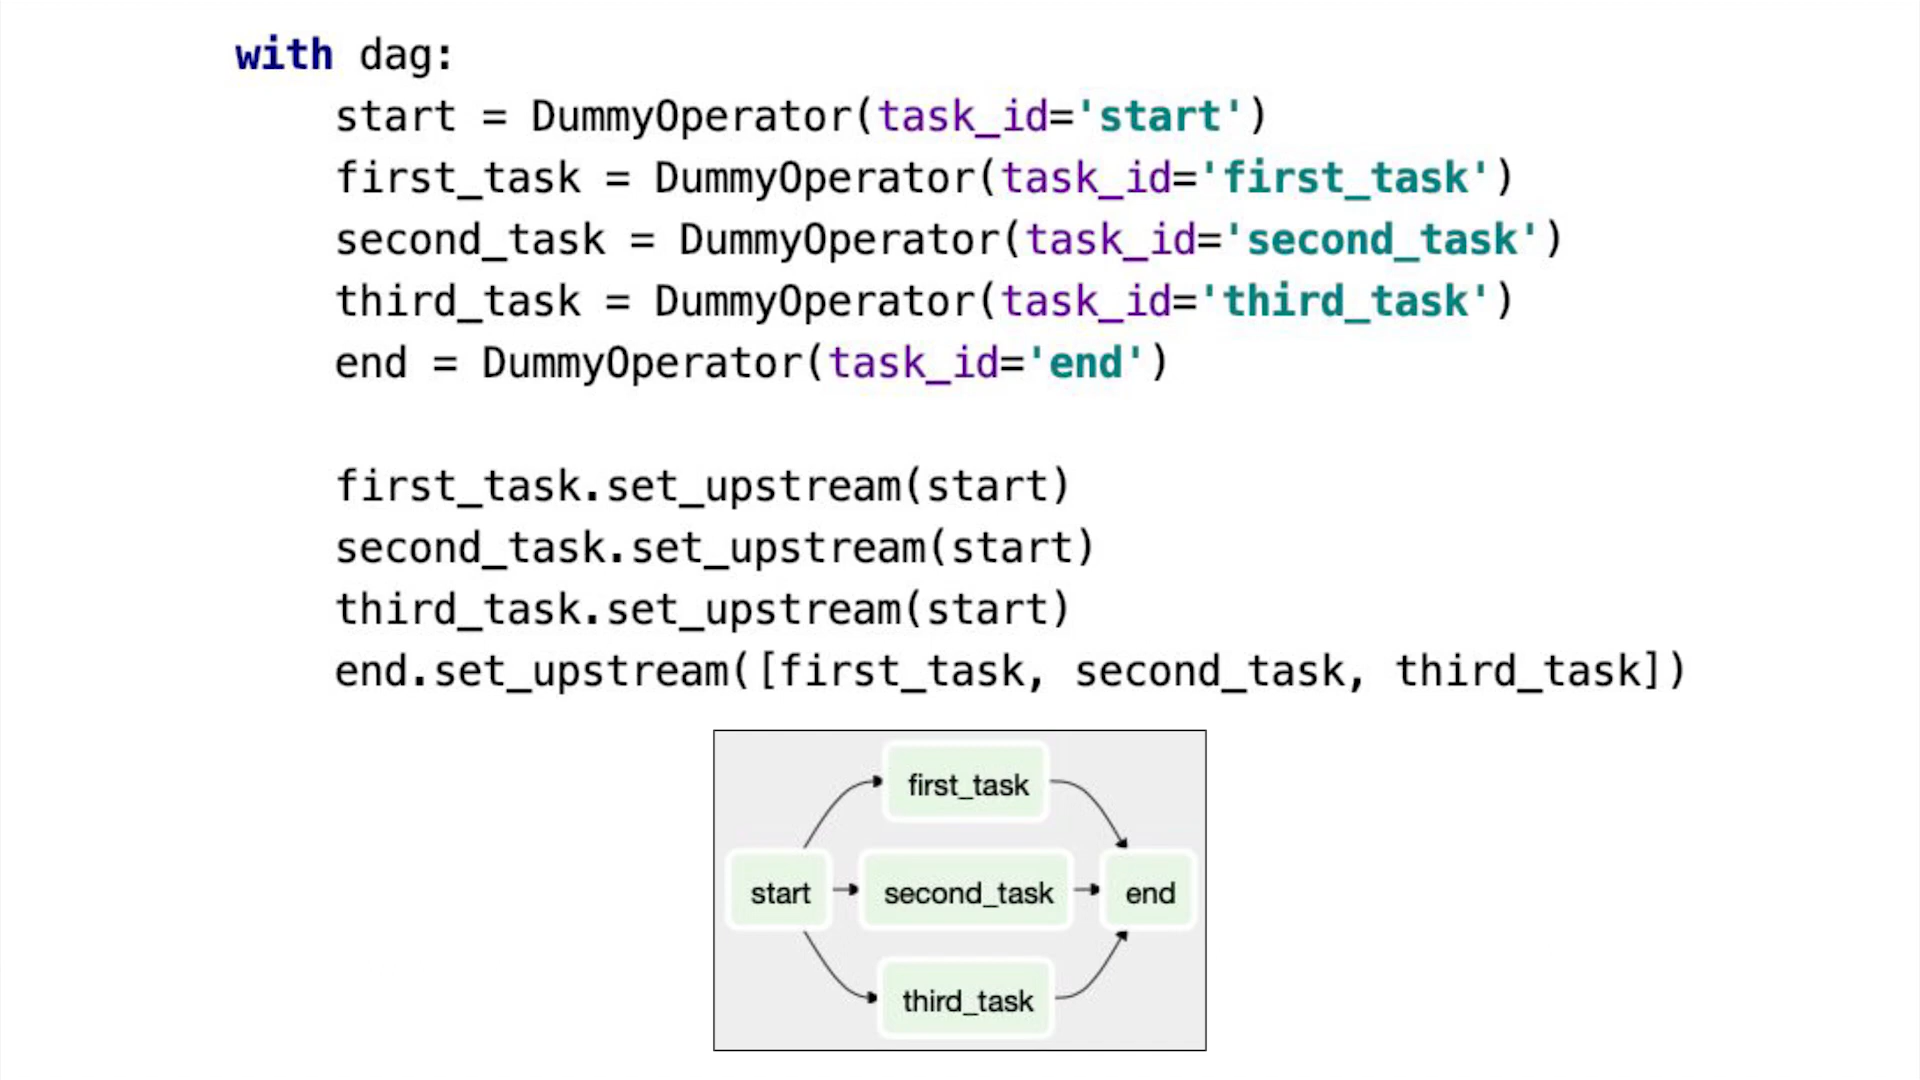 with dag:
start = DummyOperator(task_id='start')
first_task = DummyOperator(task_id='first_task')
second_task = DummyOperator(task_id='second_task')
third_task = DummyOperator(task_id='third_task')
end = DummyOperator(task_id='end')
first_task.set_upstream(start)
second_task.set_upstream(start)
third_task.set_upstream(start)
end.set_upstream([first_task, second_task, third_task])
first_task
start
second_task
end
third_task